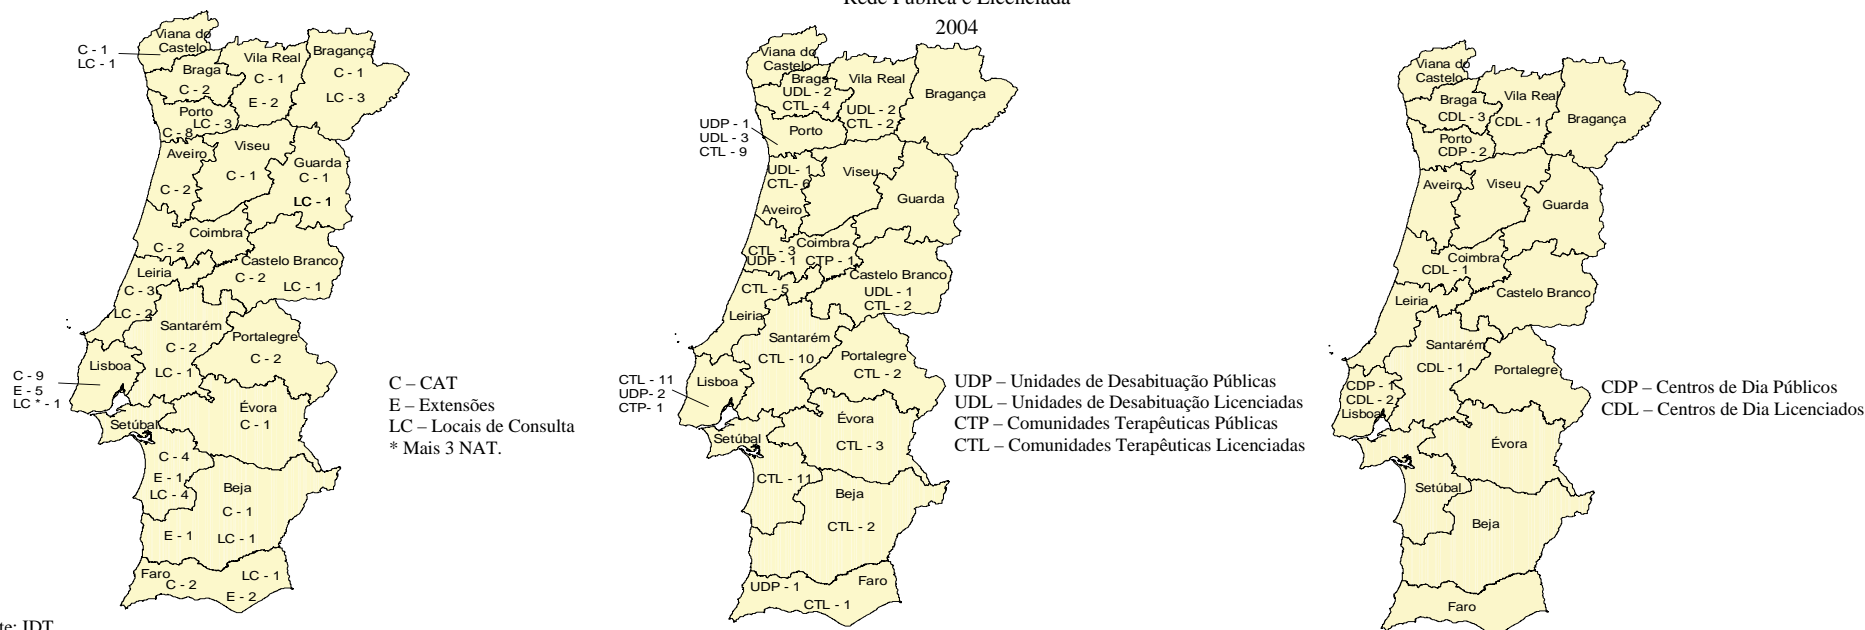 Rede Pública e Licenciada
2004
Viana do
Castelo
C - 1
LC - 1
Braga
C - 2
Vila Real
C - 1
E - 2
Bragança
C - 1
LC - 3
Porto
LC - 3
C - 8
Aveiro
C - 2
Viseu
C - 1
Guarda
C - 1
LC - 1
Coimbra
C - 2
Leiria
C - 3
LC - 2
Castelo Branco
C - 2
LC - 1
Santarém
C - 2
LC - 1
Portalegre
C - 2
Lisboa
C - 9
E - 5
LC * - 1
Setúbal
C - 4
E - 1
LC - 4
Évora
C - 1
Beja
C - 1
E - 1
LC - 1
Faro
C - 2
LC - 1
E - 2
C – CAT
E – Extensões
LC – Locais de Consulta
* Mais 3 NAT.
Viana do
Castelo
Braga
UDL - 2
CTL - 4
Vila Real
UDL - 2
CTL - 2
Bragança
UDP - 1
UDL - 3
CTL - 9
Porto
UDL- 1
CTL- 6
Aveiro
Viseu
Guarda
CTL - 3
Coimbra
UDP - 1
CTP - 1
Castelo Branco
UDL - 1
CTL - 2
CTL - 5
Leiria
Santarém
CTL - 10
Portalegre
CTL - 2
CTL - 11
UDP- 2
CTP- 1
Lisboa
Setúbal
CTL - 11
Évora
CTL - 3
Beja
CTL - 2
UDP - 1
Faro
CTL - 1
UDP – Unidades de Desabituação Públicas
UDL – Unidades de Desabituação Licenciadas
CTP – Comunidades Terapêuticas Públicas
CTL – Comunidades Terapêuticas Licenciadas
Viana do
Castelo
Braga
CDL - 3
Vila Real
CDL - 1
Bragança
Porto
CDP - 2
Aveiro
Viseu
Guarda
Coimbra
CDL - 1
Leiria
Castelo Branco
Santarém
CDL - 1
Portalegre
CDP - 1
CDL - 2
Lisboa
Évora
Setúbal
Beja
Faro
CDP – Centros de Dia Públicos
CDL – Centros de Dia Licenciados
te: IDT